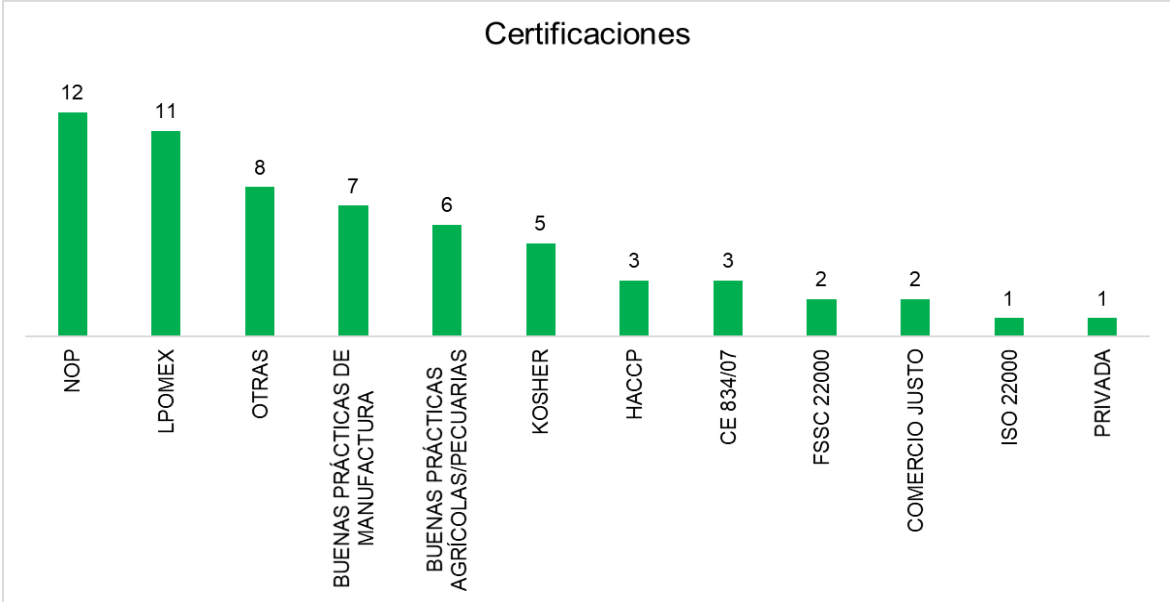 Certificaciones
12
11
8
7
6
5
3
3
2
2
1
1
NOP
LPOMEX
OTRAS
BUENAS PRÁCTICAS DE
MANUFACTURA
BUENAS PRÁCTICAS
AGRÍCOLAS/PECUARIAS
KOSHER
HACCP
CE 834/07
FSSC 22000
COMERCIO JUSTO
ISO 22000
PRIVADA